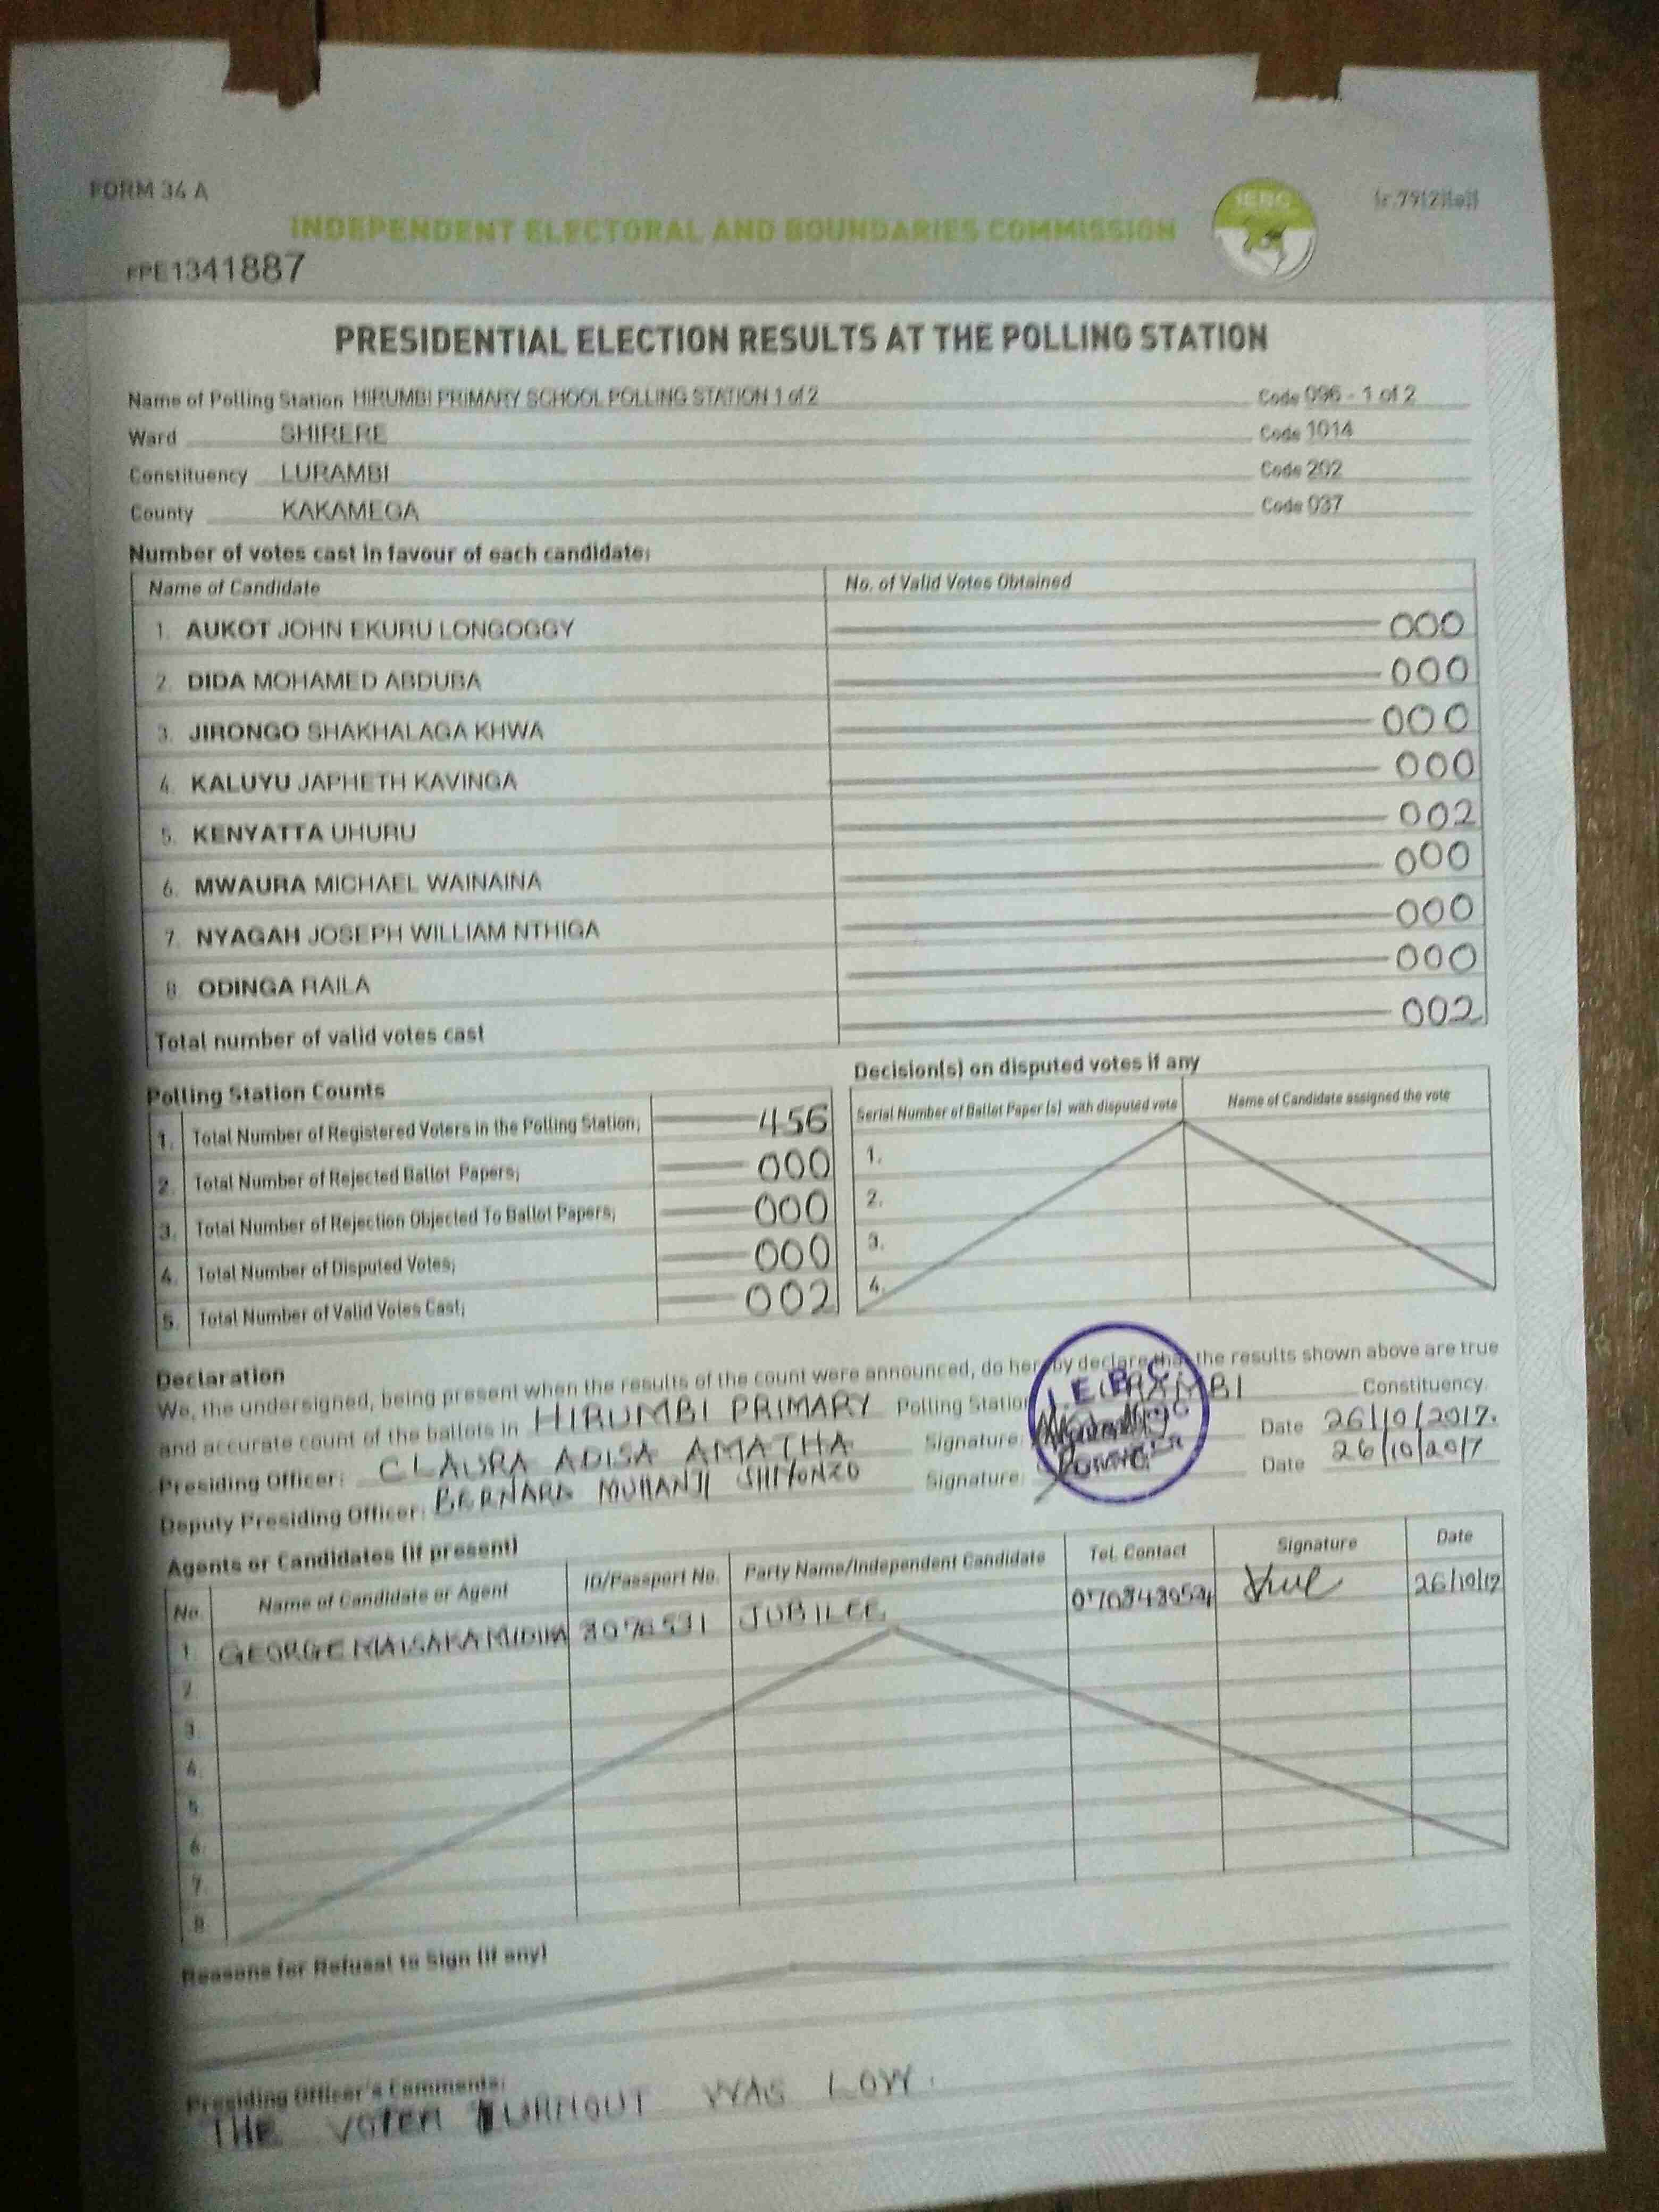 FORM 34 A
IEBC
INDEPENDENT ELECTORAL AND BOUNDARIES COMMISSION
FPE1341887
PRESIDENTIAL ELECTION RESULTS AT THE POLLING STATION
Name of Polling Station HIRUMBI PRIMARY SCHOOL POLLING STATION 1 of 2 Code 096 - 1 of 2
Ward SHIRERE Code 1014
Constituency LURAMBI Code 202
County KAKAMEGA Code 037
Number of votes cast in favour of each candidate:
Name of Candidate No. of Valid Votes Obtained
1. AUKOT JOHN EKURU LONGOGGY 000
2. DIDA MOHAMED ABDUBA 000
3. JIRONGO SHAKHALAGA KHWA 000
4. KALUYU JAPHETH KAVINGA 000
5. KENYATTA UHURU 002
6. MWAURA MICHAEL WAINAINA 000
7. NYAGAH JOSEPH WILLIAM NTHIGA 000
8. ODINGA RAILA 000
Total number of valid votes cast 002
Polling Station Counts
1. Total Number of Registered Voters in the Polling Station; 456
2. Total Number of Rejected Ballot Papers; 000
3. Total Number of Rejection Objected To Ballot Papers; 000
4. Total Number of Disputed Votes; 000
5. Total Number of Valid Votes Cast; 002
Decision(s) on disputed votes if any
Serial Number of Ballot Paper (s) with disputed vote Name of Candidate assigned the vote
1.
2.
3.
4.
Declaration
We, the undersigned, being present when the results of the count were announced, do hereby declare that the results shown above are true
and accurate count of the ballots in HIRUMBI PRIMARY Polling Station LURAMBI Constituency.
Presiding Officer: CLAURA ADISA AMATHA Signature: Date 26/10/2017.
Deputy Presiding Officer: BERNARD MUHANJI Signature: Date 26/10/2017
I.E.B.C
Agents or Candidates (if present)
No. Name of Candidate or Agent ID/Passport No. Party Name/Independent Candidate Tel. Contact Signature Date
1. GEORGE JUBILEE 26/10/17
2.
3.
4.
5.
6.
7.
8.
Reasons for Refusal to Sign (if any)
Presiding Officer's Comments:
THE VOTER TURNOUT WAS LOW.